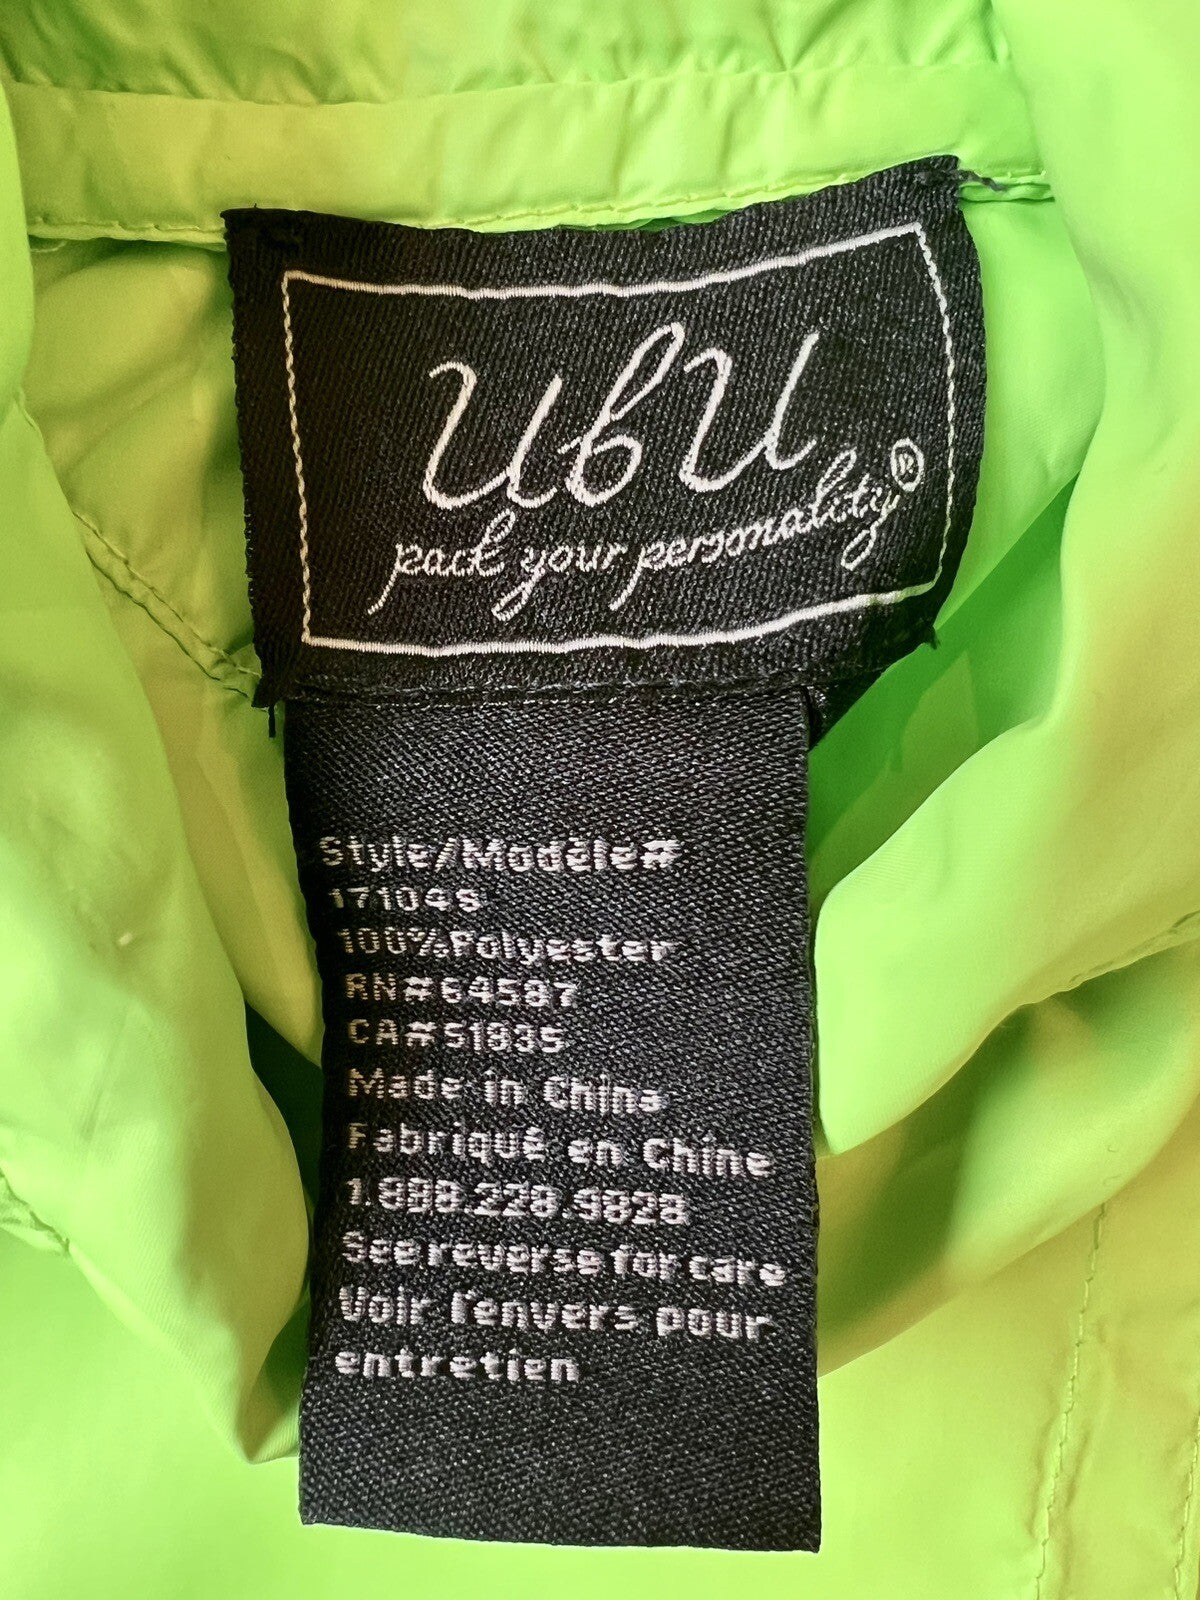 UbU
pack your personality®
Style/Modèle#
17104S
100%Polyester
RN#64587
CA#51835
Made in China
Fabriqué en Chine
1.888.228.9828
See reverse for care
Voir l'envers pour
entretien